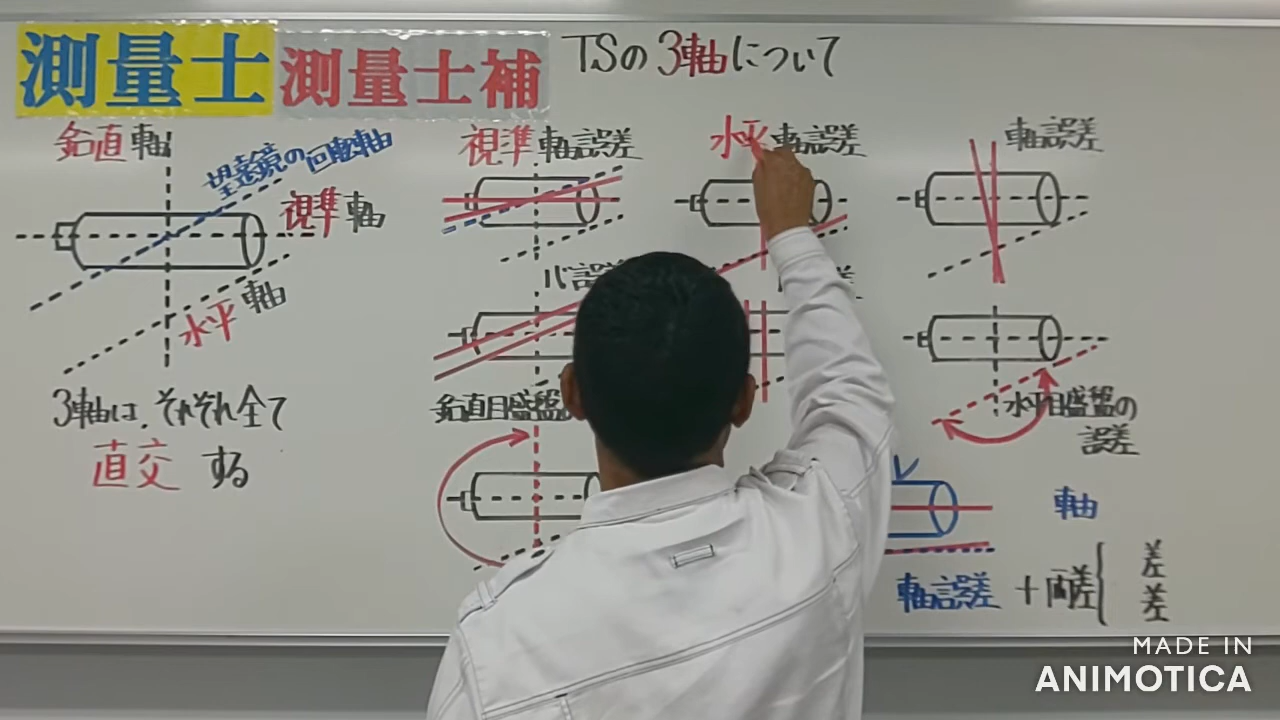 測量士 測量士補 TSの3軸について
鉛直軸
望遠鏡の回転軸
視準軸
水平軸
3軸は、それぞれ全て
直交 する
視準軸誤差
水平軸誤差
軸誤差
〃誤差
鉛直目盛盤
水平目盛盤の
誤差
軸
軸誤差 + 両差{
差
差
MADE IN
ANIMOTICA